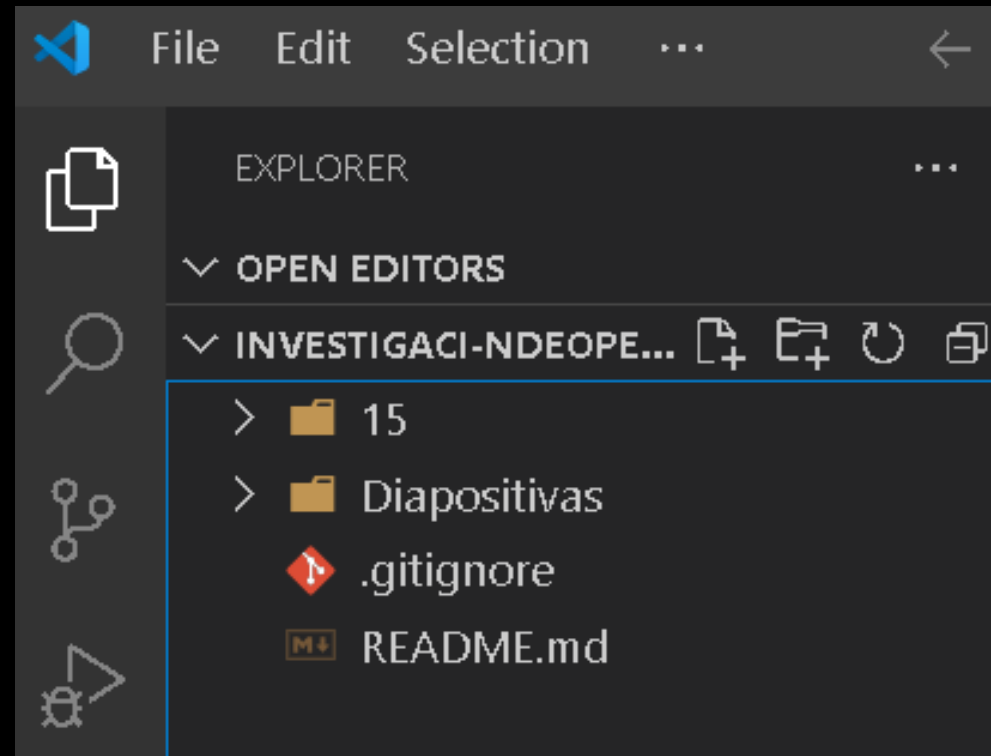 File Edit Selection ...
EXPLORER ...
OPEN EDITORS
INVESTIGACI-NDEOPE...
15
Diapositivas
.gitignore
M README.md